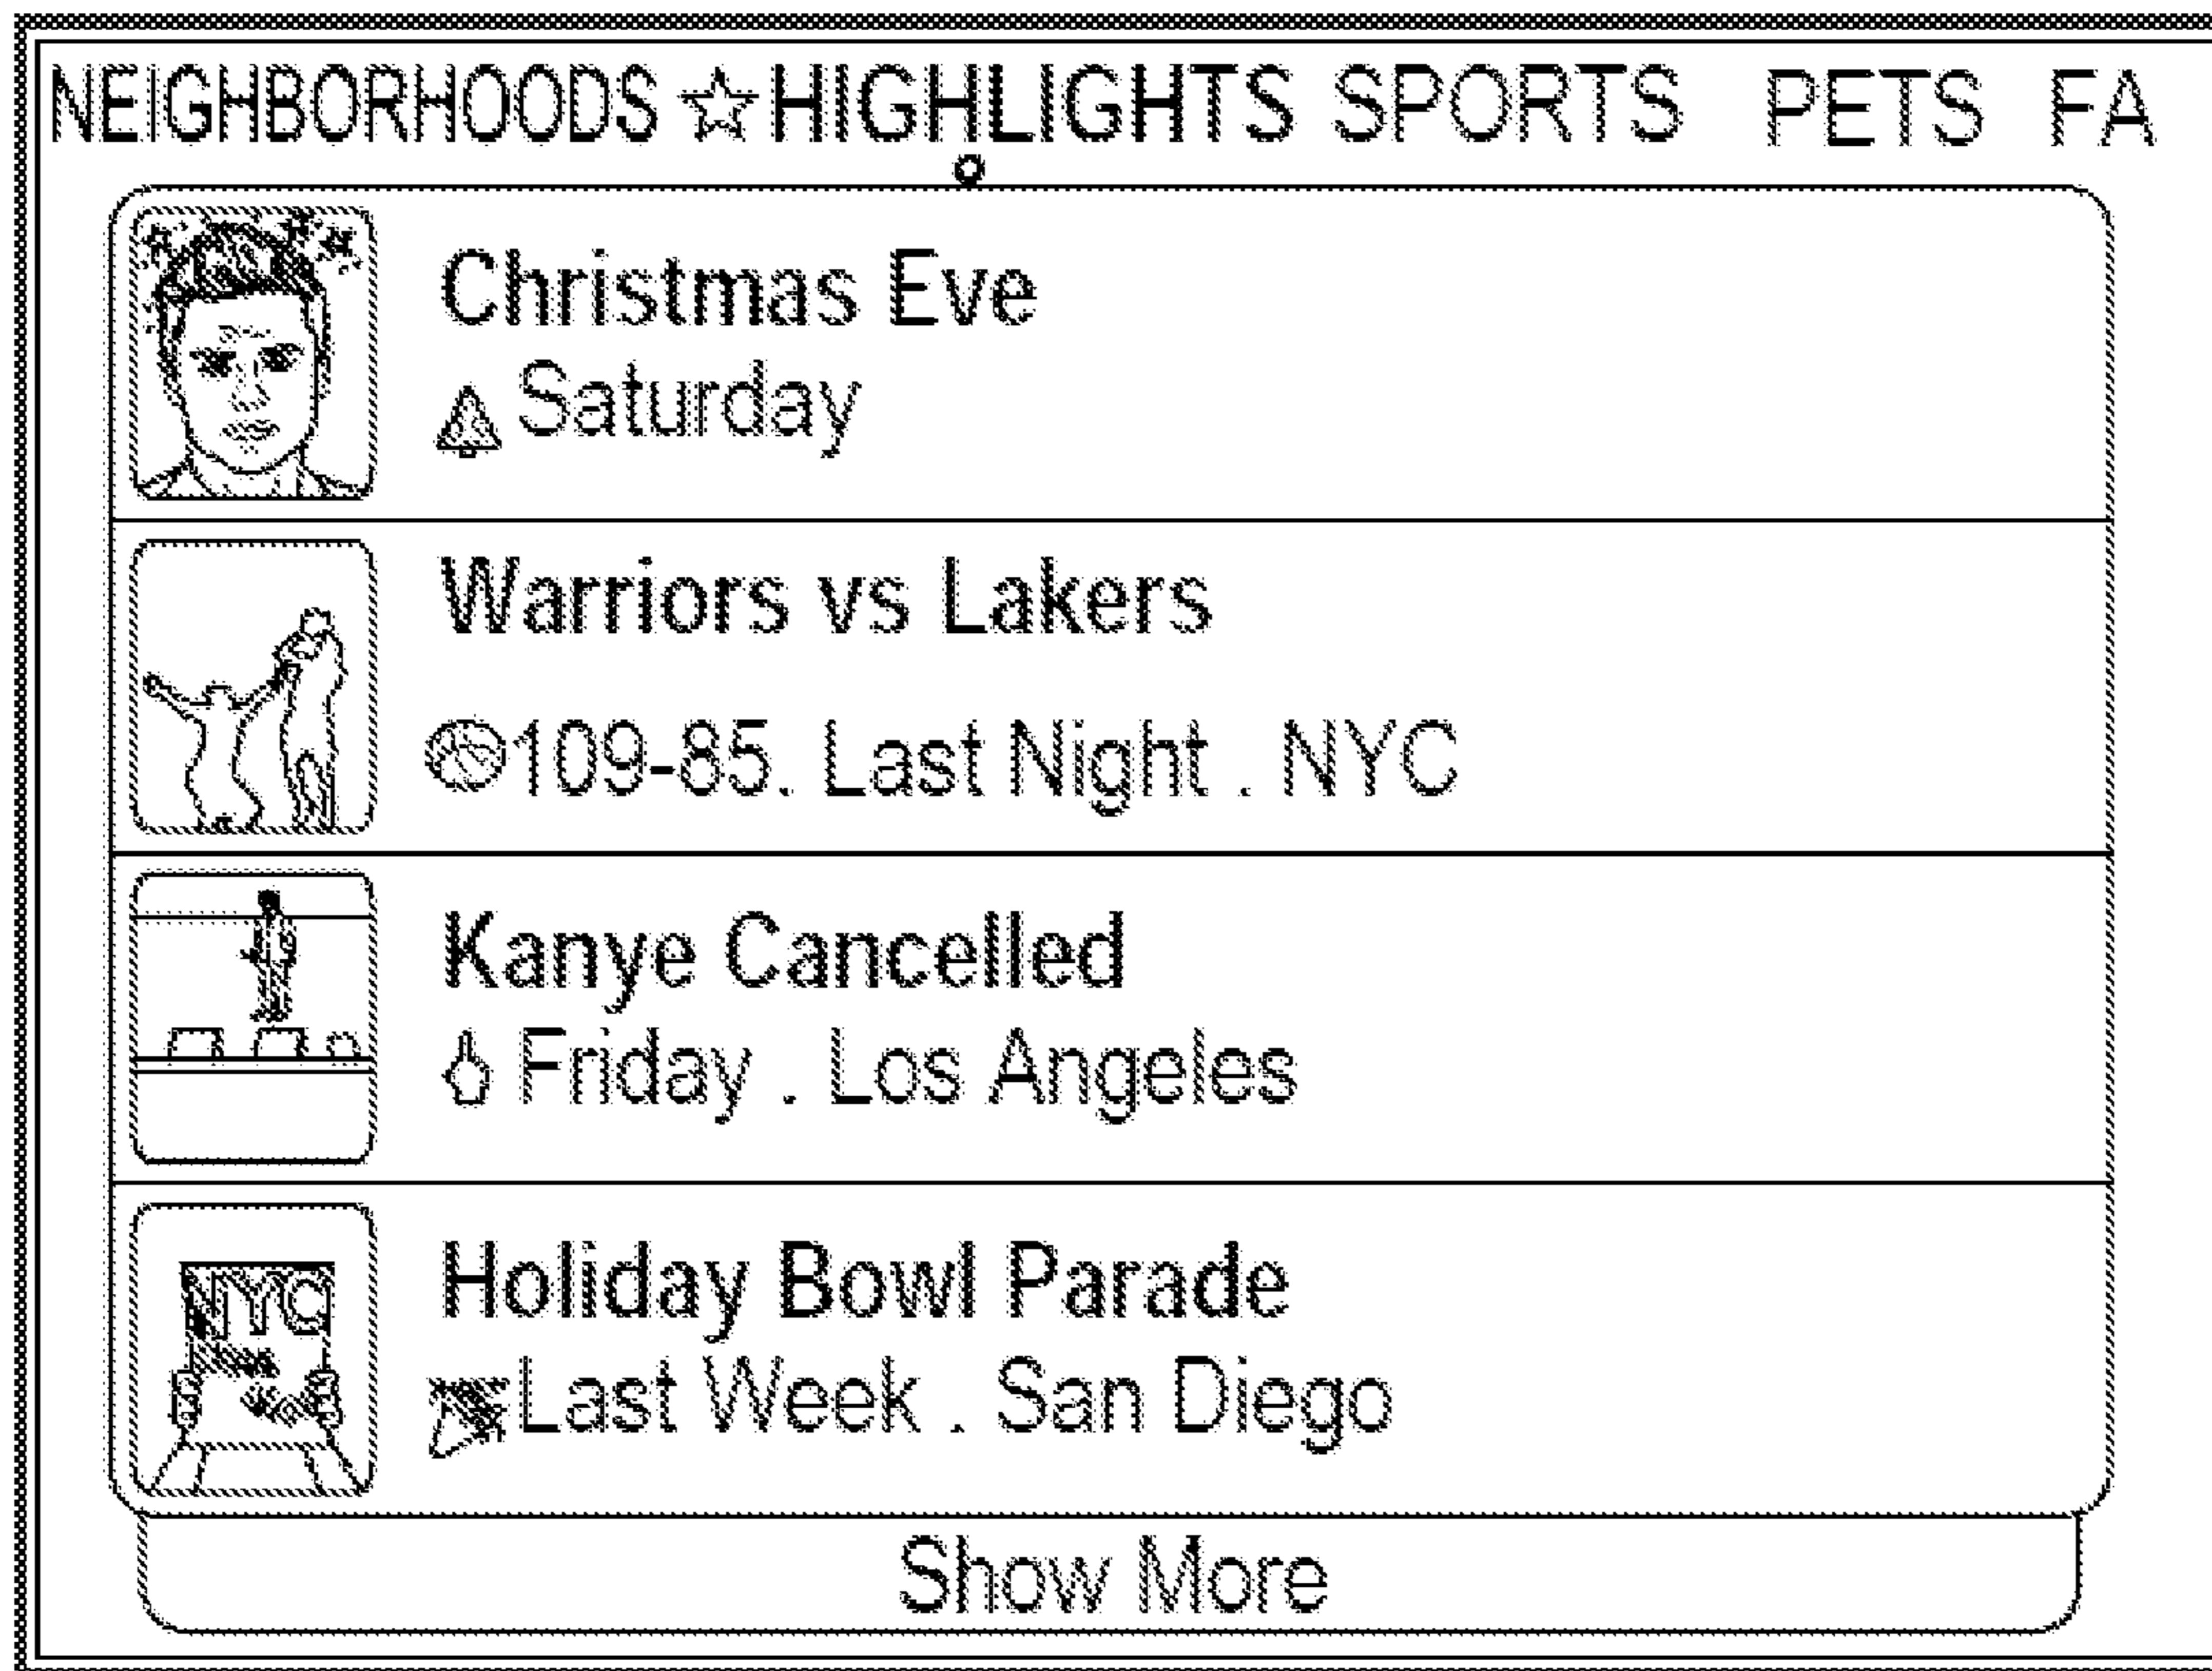 NEIGHBORHOODS ☆HIGHLIGHTS SPORTS PETS FA
Christmas Eve
Saturday
Warriors vs Lakers
109-85. Last Night . NYC
Kanye Cancelled
Friday . Los Angeles
NYC
Holiday Bowl Parade
Last Week . San Diego
Show More